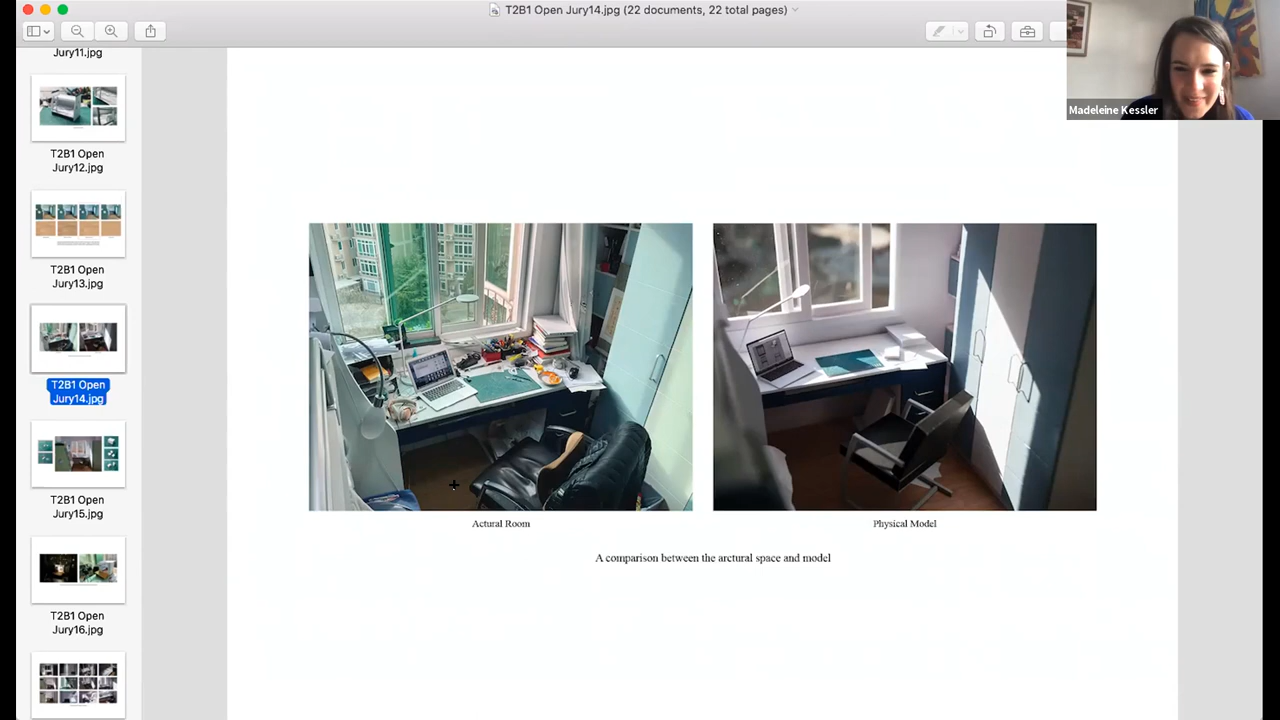 T2B1 Open Jury14.jpg (22 documents, 22 total pages)
Madeleine Kessler
Jury11.jpg
T2B1 Open
Jury12.jpg
T2B1 Open
Jury13.jpg
T2B1 Open
Jury14.jpg
T2B1 Open
Jury15.jpg
T2B1 Open
Jury16.jpg
Actural Room
Physical Model
A comparison between the arctural space and model